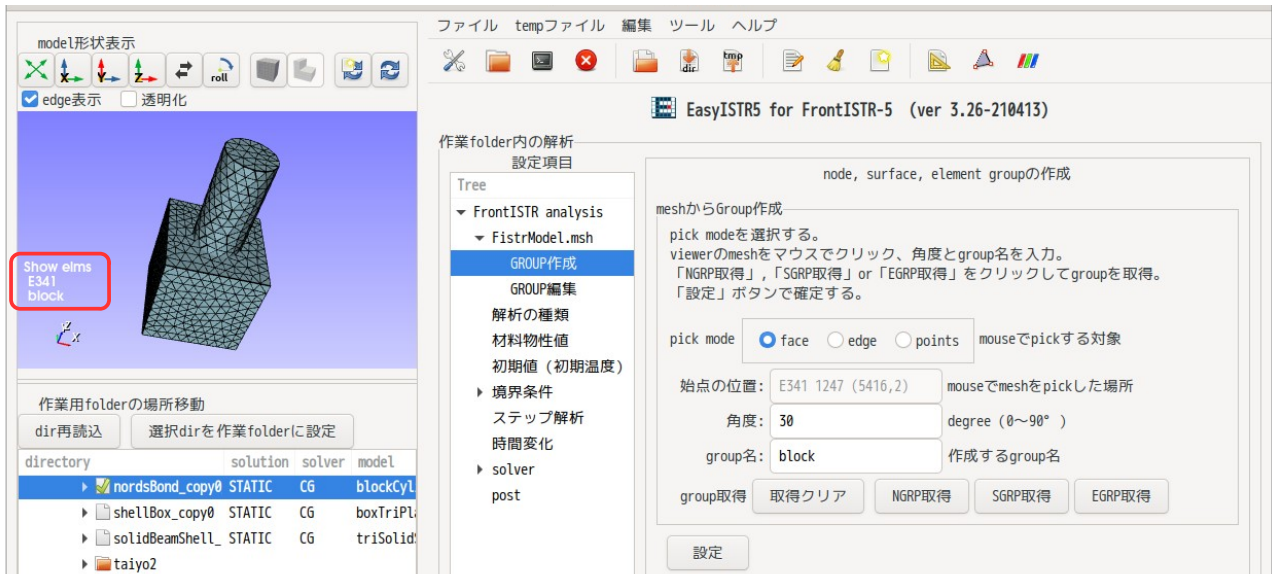 model形状表示
X Y Z roll
edge表示 透明化
Show elms
E341
block
Z X
作業用folderの場所移動
dir再読込 選択dirを作業folderに設定
directory solution solver model
nordsBond_copy0 STATIC CG blockCyl
shellBox_copy0 STATIC CG boxTriPl
solidBeamShell_ STATIC CG triSolid
taiyo2
ファイル tempファイル 編集 ツール ヘルプ
dir tmp
EasyISTR5 for FrontISTR-5 (ver 3.26-210413)
作業folder内の解析
設定項目
Tree
FrontISTR analysis
FistrModel.msh
GROUP作成
GROUP編集
解析の種類
材料物性値
初期値 (初期温度)
境界条件
ステップ解析
時間変化
solver
post
node, surface, element groupの作成
meshからGroup作成
pick modeを選択する。
viewerのmeshをマウスでクリック、角度とgroup名を入力。
「NGRP取得」,「SGRP取得」or「EGRP取得」をクリックしてgroupを取得。
「設定」ボタンで確定する。
pick mode face edge points mouseでpickする対象
始点の位置: E341 1247 (5416,2) mouseでmeshをpickした場所
角度: 30 degree (0~90° )
group名: block 作成するgroup名
group取得 取得クリア NGRP取得 SGRP取得 EGRP取得
設定